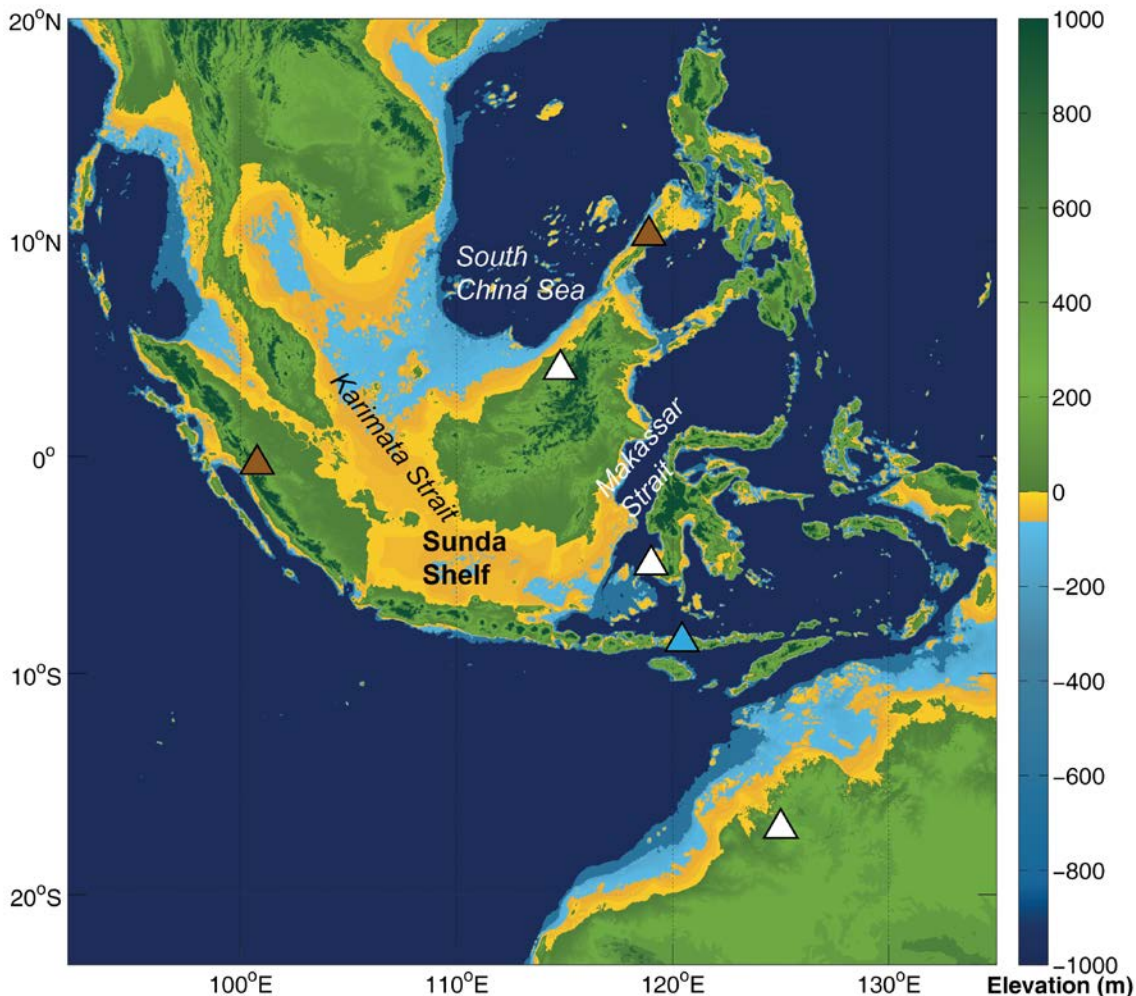 20°N
10°N
0°
10°S
20°S
100°E
110°E
120°E
130°E
South
China Sea
Karimata Strait
Makassar
Strait
Sunda
Shelf
1000
800
600
400
200
0
−200
−400
−600
−800
−1000
Elevation (m)